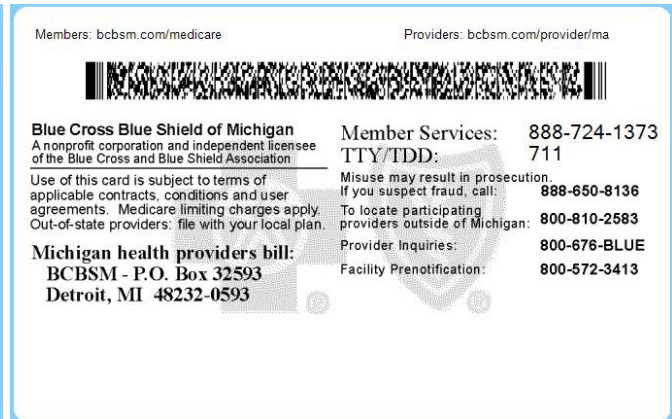 Members: bcbsm.com/medicare
Providers: bcbsm.com/provider/ma
Blue Cross Blue Shield of Michigan
A nonprofit corporation and independent licensee
of the Blue Cross and Blue Shield Association
Use of this card is subject to terms of
applicable contracts, conditions and user
agreements. Medicare limiting charges apply.
Out-of-state providers: file with your local plan.
Michigan health providers bill:
BCBSM - P.O. Box 32593
Detroit, MI 48232-0593
Member Services: 888-724-1373
TTY/TDD: 711
Misuse may result in prosecution.
If you suspect fraud, call: 888-650-8136
To locate participating
providers outside of Michigan: 800-810-2583
Provider Inquiries: 800-676-BLUE
Facility Prenotification: 800-572-3413